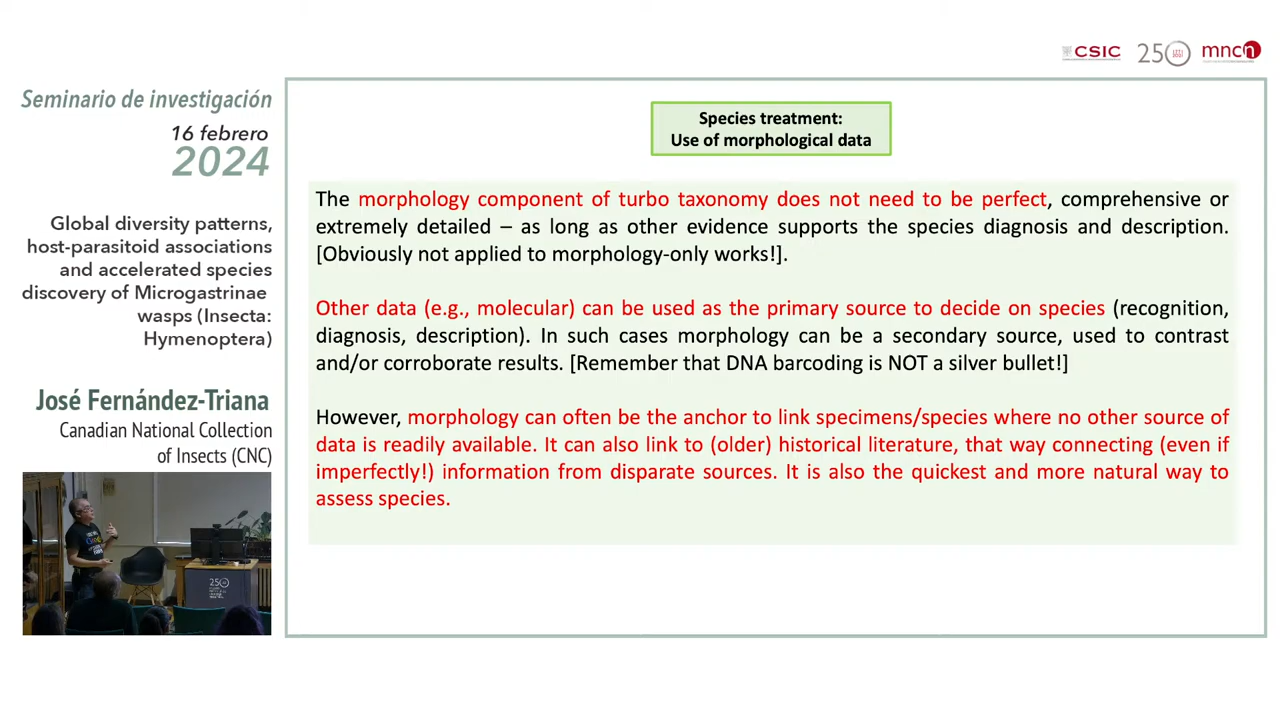 CSIC
250
mncn
Seminario de investigación
16 febrero
2024
Global diversity patterns,
host-parasitoid associations
and accelerated species
discovery of Microgastrinae
wasps (Insecta:
Hymenoptera)
José Fernández-Triana
Canadian National Collection
of Insects (CNC)
Species treatment:
Use of morphological data
The morphology component of turbo taxonomy does not need to be perfect, comprehensive or
extremely detailed – as long as other evidence supports the species diagnosis and description.
[Obviously not applied to morphology-only works!].
Other data (e.g., molecular) can be used as the primary source to decide on species (recognition,
diagnosis, description). In such cases morphology can be a secondary source, used to contrast
and/or corroborate results. [Remember that DNA barcoding is NOT a silver bullet!]
However, morphology can often be the anchor to link specimens/species where no other source of
data is readily available. It can also link to (older) historical literature, that way connecting (even if
imperfectly!) information from disparate sources. It is also the quickest and more natural way to
assess species.
250